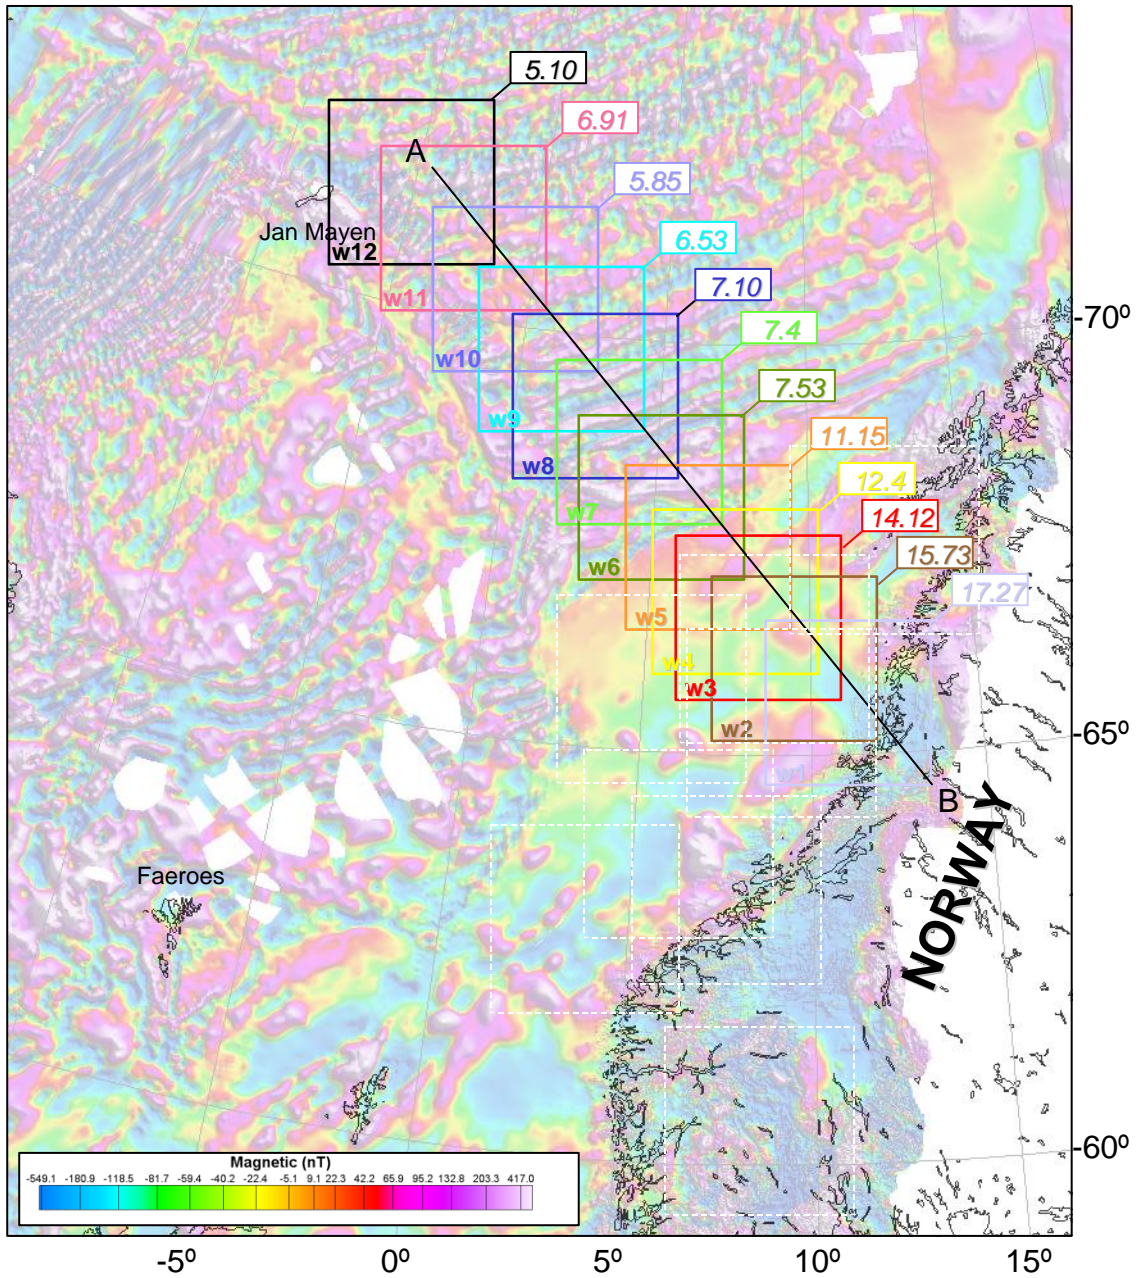 5.10
6.91
A
5.85
Jan Mayen
w12
6.53
7.10
w11
-70º
7.4
w10
7.53
w9
11.15
w8
12.4
w7
14.12
15.73
w6
17.27
w5
w4
w3
w2
-65º
w1
B
NORWAY
Faeroes
-60º
Magnetic (nT)
-549.1 -180.9 -118.5 -81.7 -59.4 -40.2 -22.4 -5.1 9.1 22.3 42.2 65.9 95.2 132.8 203.3 417.0
-5º 0º 5º 10º 15º